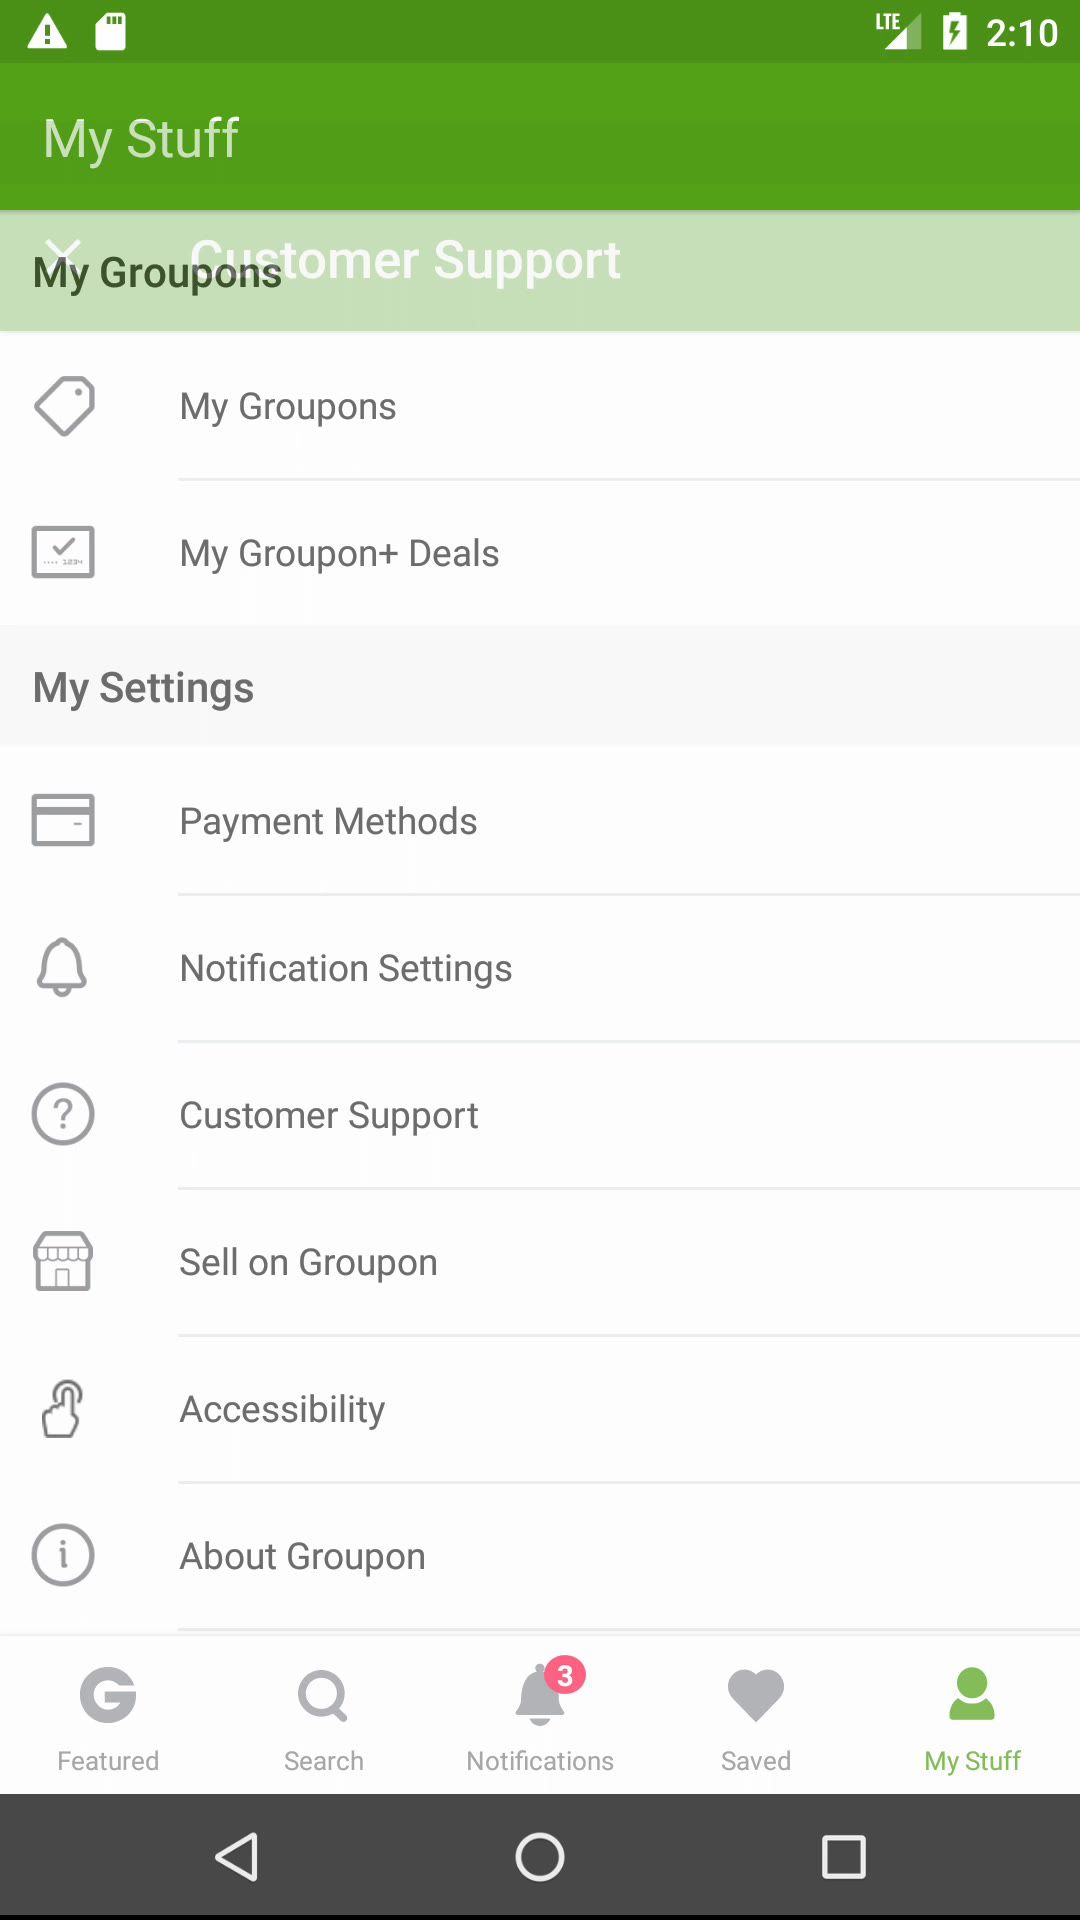 LTE 2:10
My Stuff
Customer Support
My Groupons
My Groupons
1234
My Groupon+ Deals
My Settings
Payment Methods
Notification Settings
?
Customer Support
Sell on Groupon
Accessibility
i
About Groupon
3
G
Featured
Search
Notifications
Saved
My Stuff